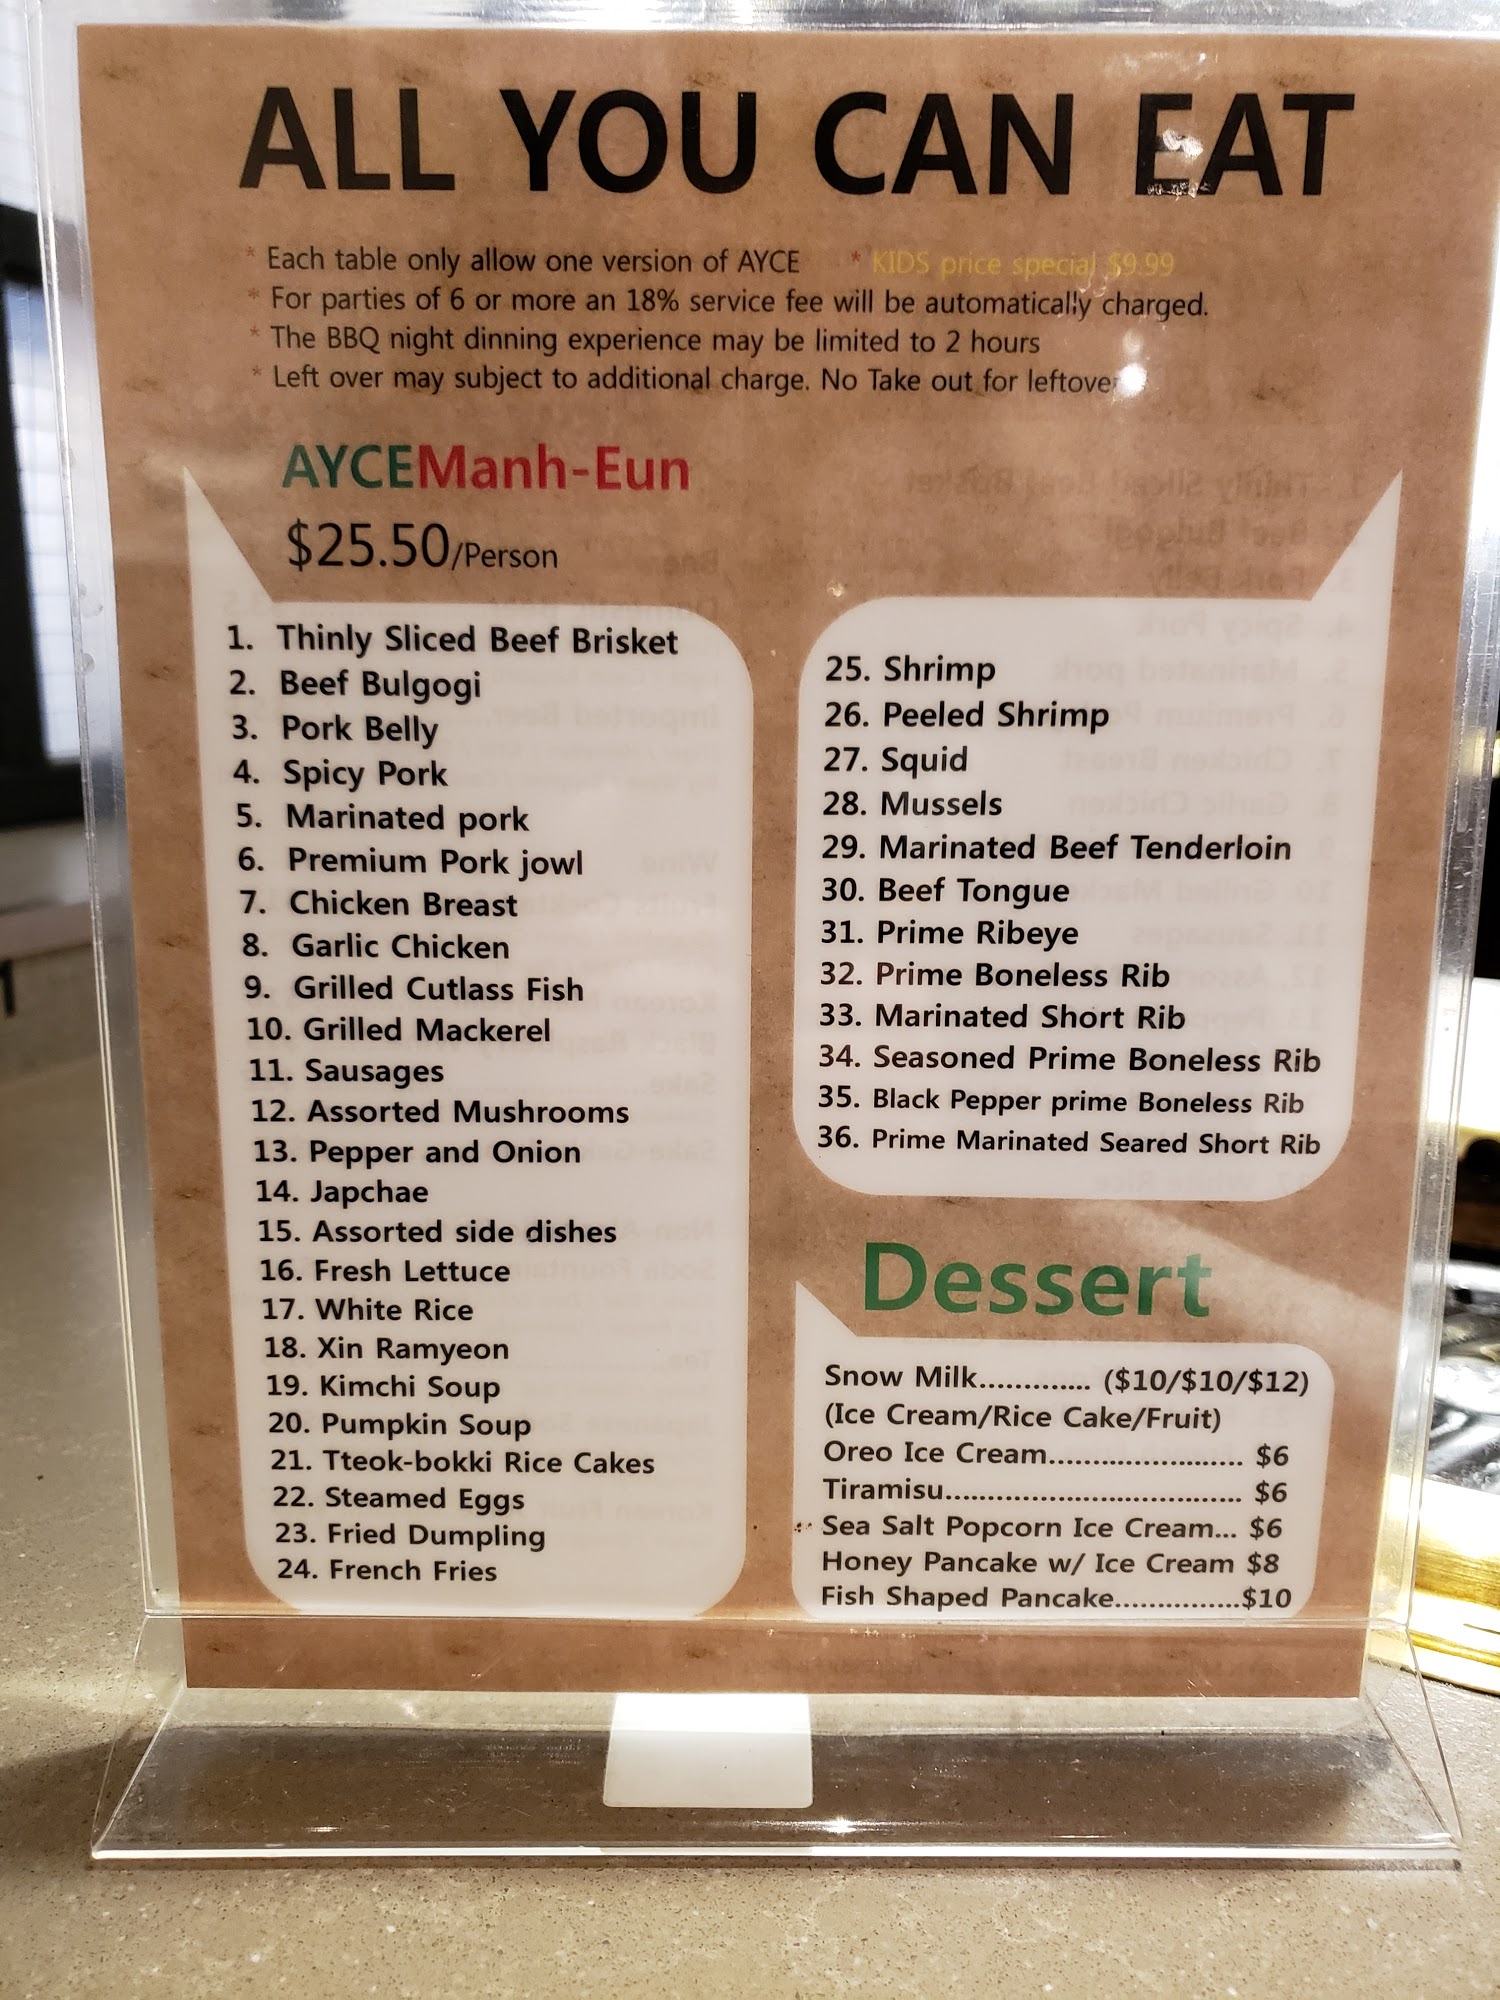 ALL YOU CAN EAT
* Each table only allow one version of AYCE * KIDS price special $9.99
* For parties of 6 or more an 18% service fee will be automatically charged.
* The BBQ night dinning experience may be limited to 2 hours
* Left over may subject to additional charge. No Take out for leftover
AYCEManh-Eun
$25.50/Person
1. Thinly Sliced Beef Brisket
2. Beef Bulgogi
3. Pork Belly
4. Spicy Pork
5. Marinated pork
6. Premium Pork jowl
7. Chicken Breast
8. Garlic Chicken
9. Grilled Cutlass Fish
10. Grilled Mackerel
11. Sausages
12. Assorted Mushrooms
13. Pepper and Onion
14. Japchae
15. Assorted side dishes
16. Fresh Lettuce
17. White Rice
18. Xin Ramyeon
19. Kimchi Soup
20. Pumpkin Soup
21. Tteok-bokki Rice Cakes
22. Steamed Eggs
23. Fried Dumpling
24. French Fries
25. Shrimp
26. Peeled Shrimp
27. Squid
28. Mussels
29. Marinated Beef Tenderloin
30. Beef Tongue
31. Prime Ribeye
32. Prime Boneless Rib
33. Marinated Short Rib
34. Seasoned Prime Boneless Rib
35. Black Pepper prime Boneless Rib
36. Prime Marinated Seared Short Rib
Dessert
Snow Milk............. ($10/$10/$12)
(Ice Cream/Rice Cake/Fruit)
Oreo Ice Cream........................ $6
Tiramisu.................................... $6
Sea Salt Popcorn Ice Cream... $6
Honey Pancake w/ Ice Cream $8
Fish Shaped Pancake...............$10